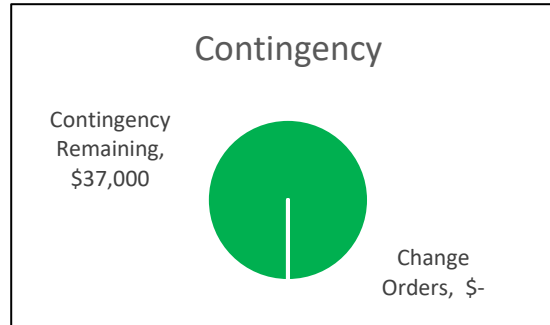 Contingency
Contingency
Remaining,
$37,000
Change
Orders, $-